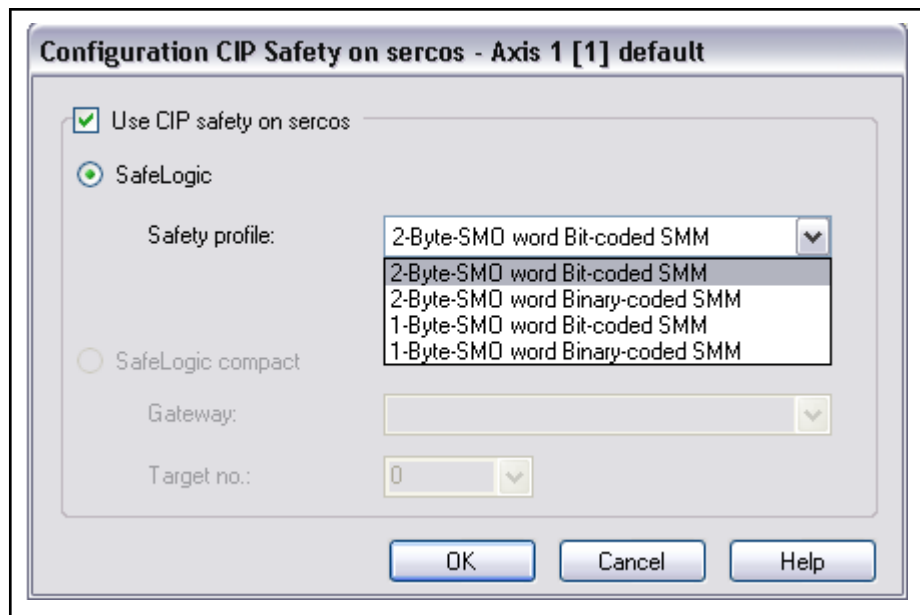 Configuration CIP Safety on sercos - Axis 1 [1] default
Use CIP safety on sercos
SafeLogic
Safety profile: 2-Byte-SMO word Bit-coded SMM
2-Byte-SMO word Bit-coded SMM
2-Byte-SMO word Binary-coded SMM
1-Byte-SMO word Bit-coded SMM
1-Byte-SMO word Binary-coded SMM
SafeLogic compact
Gateway:
Target no.: 0
OK Cancel Help